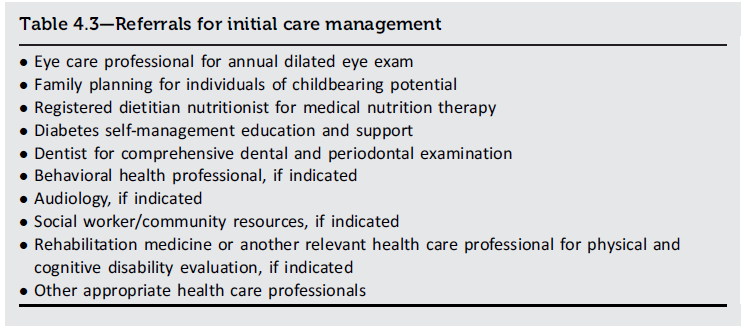 Table 4.3—Referrals for initial care management
• Eye care professional for annual dilated eye exam
• Family planning for individuals of childbearing potential
• Registered dietitian nutritionist for medical nutrition therapy
• Diabetes self-management education and support
• Dentist for comprehensive dental and periodontal examination
• Behavioral health professional, if indicated
• Audiology, if indicated
• Social worker/community resources, if indicated
• Rehabilitation medicine or another relevant health care professional for physical and
cognitive disability evaluation, if indicated
• Other appropriate health care professionals